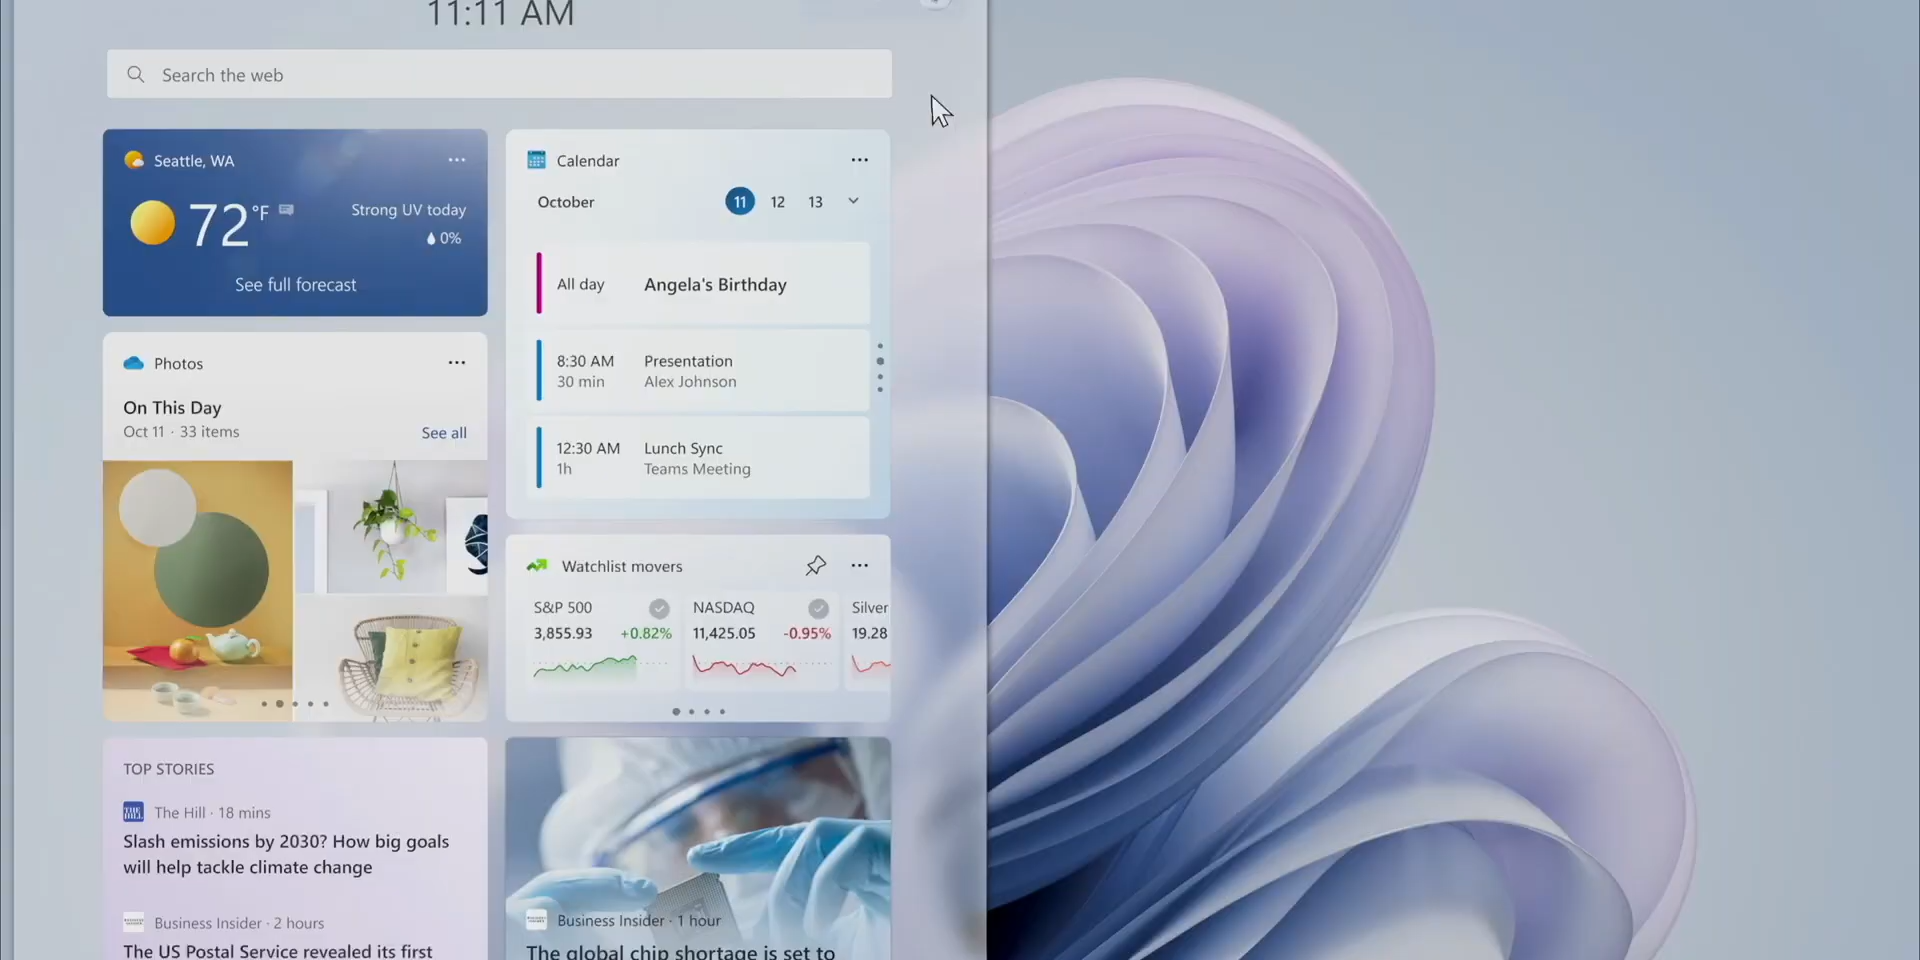 11:11 AM
Search the web
Seattle, WA
72 °F
Strong UV today
0%
See full forecast
Calendar
October 11 12 13
All day Angela's Birthday
8:30 AM Presentation
30 min Alex Johnson
12:30 AM Lunch Sync
1h Teams Meeting
Photos
On This Day
Oct 11 · 33 items See all
Watchlist movers
S&P 500
3,855.93 +0.82%
NASDAQ
11,425.05 -0.95%
Silver
19.28
TOP STORIES
The Hill · 18 mins
Slash emissions by 2030? How big goals
will help tackle climate change
Business Insider · 2 hours
The US Postal Service revealed its first
Business Insider · 1 hour
The global chip shortage is set to